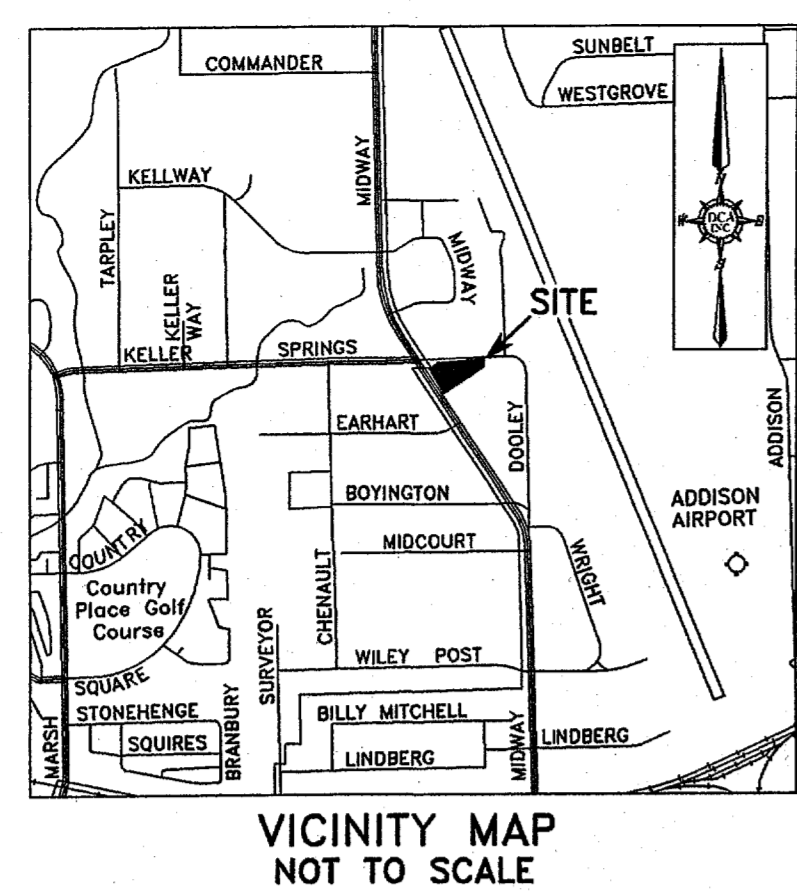 SUNBELT
COMMANDER
WESTGROVE
MIDWAY
KELLWAY
TARPLEY
N
W
DCA
INC
E
S
MIDWAY
KELLER
WAY
SITE
KELLER
SPRINGS
EARHART
DOOLEY
ADDISON
BOYINGTON
ADDISON
AIRPORT
COUNTRY
MIDCOURT
WRIGHT
Country
Place Golf
Course
CHENAULT
SURVEYOR
WILEY POST
SQUARE
STONEHENGE
BRANBURY
BILLY MITCHELL
MARSH
SQUIRES
LINDBERG
MIDWAY
LINDBERG
VICINITY MAP
NOT TO SCALE